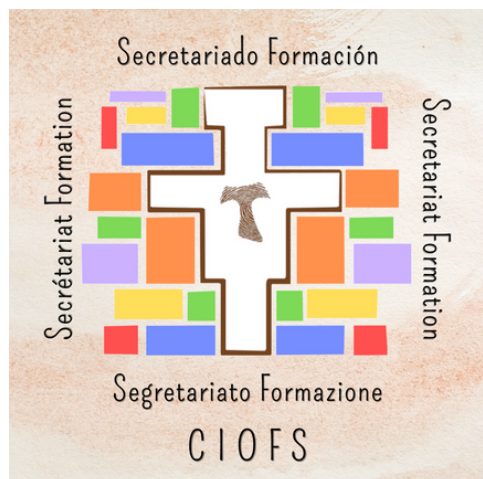 Secretariado Formación
Secrétariat Formation
Secretariat Formation
Segretariato Formazione
CIOFS